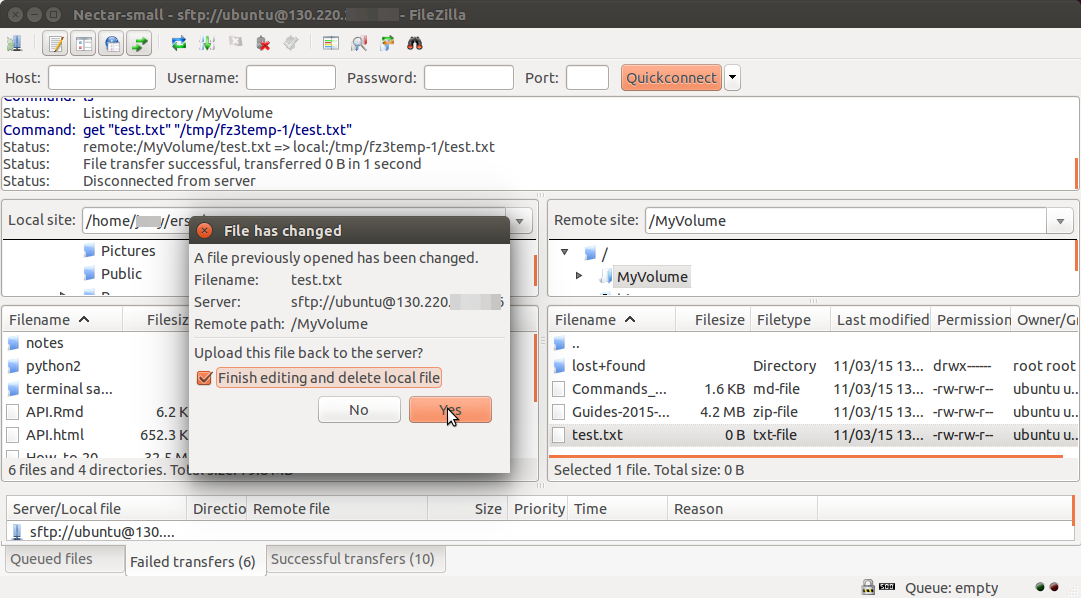 Nectar-small - sftp://ubuntu@130.220. - FileZilla
Host: Username: Password: Port: Quickconnect
Command: ls
Status: Listing directory /MyVolume
Command: get "test.txt" "/tmp/fz3temp-1/test.txt"
Status: remote:/MyVolume/test.txt => local:/tmp/fz3temp-1/test.txt
Status: File transfer successful, transferred 0 B in 1 second
Status: Disconnected from server
Local site: /home/
Pictures
Public
Remote site: /MyVolume
/
MyVolume
File has changed
A file previously opened has been changed.
Filename: test.txt
Server: sftp://ubuntu@130.220.
Remote path: /MyVolume
Upload this file back to the server?
Finish editing and delete local file
No Yes
Filename Filesiz
notes
python2
terminal sa...
API.Rmd 6.2 K
API.html 652.3 K
How-to-20 32.5 M
6 files and 4 directories.
Filename Filesize Filetype Last modified Permission Owner/G
..
lost+found Directory 11/03/15 13... drwx------ root root
Commands_... 1.6 KB md-file 11/03/15 13... -rw-rw-r-- ubuntu u...
Guides-2015-... 4.2 MB zip-file 11/03/15 13... -rw-rw-r-- ubuntu u...
test.txt 0 B txt-file 11/03/15 13... -rw-rw-r-- ubuntu u...
Selected 1 file. Total size: 0 B
Server/Local file Directio Remote file Size Priority Time Reason
sftp://ubuntu@130....
Queued files Failed transfers (6) Successful transfers (10)
Queue: empty